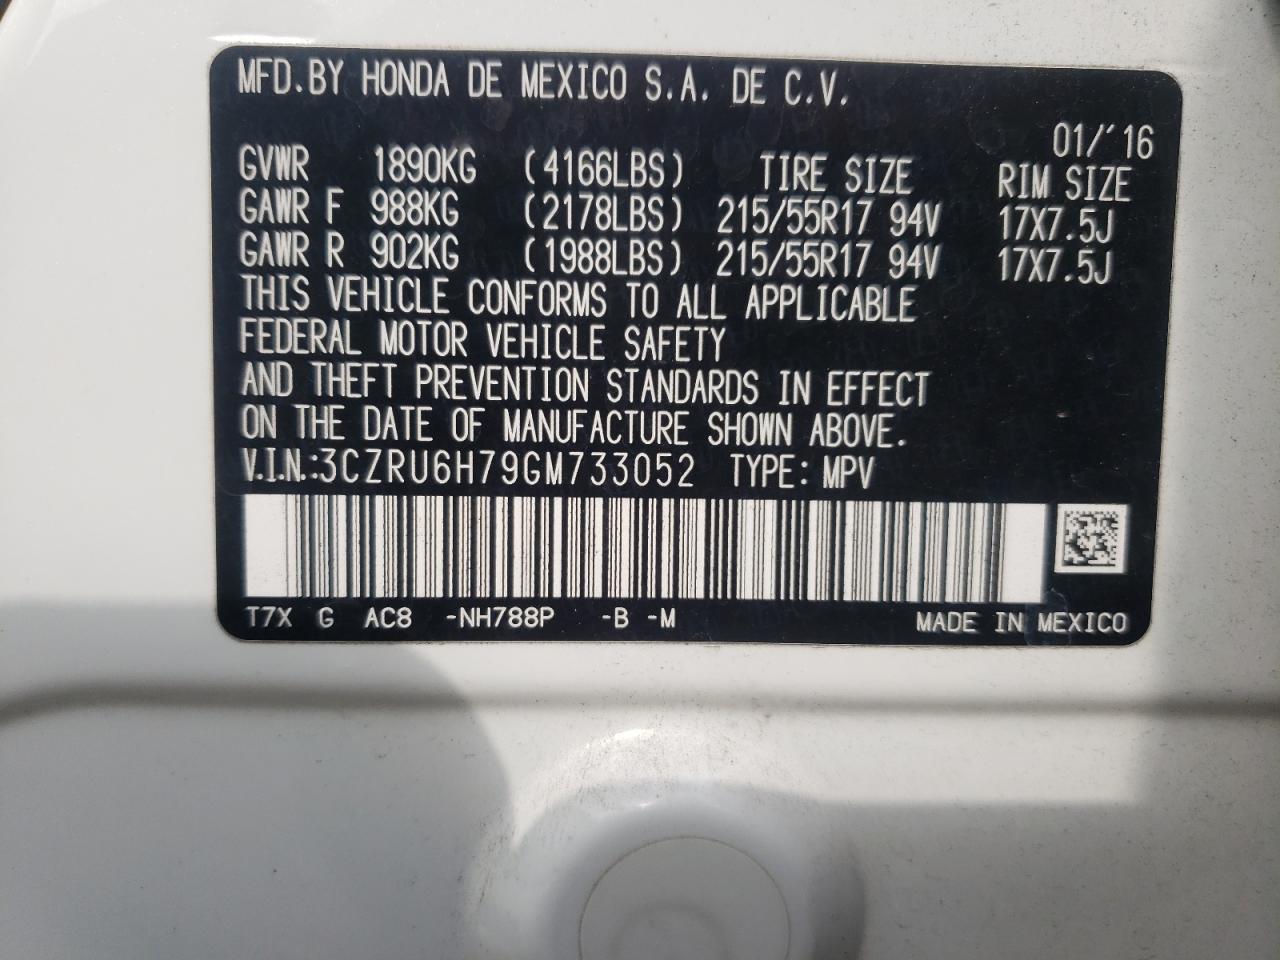 MFD.BY HONDA DE MEXICO S.A. DE C.V.
01/'16
GVWR 1890KG (4166LBS) TIRE SIZE RIM SIZE
GAWR F 988KG (2178LBS) 215/55R17 94V 17X7.5J
GAWR R 902KG (1988LBS) 215/55R17 94V 17X7.5J
THIS VEHICLE CONFORMS TO ALL APPLICABLE
FEDERAL MOTOR VEHICLE SAFETY
AND THEFT PREVENTION STANDARDS IN EFFECT
ON THE DATE OF MANUFACTURE SHOWN ABOVE.
V.I.N.:3CZRU6H79GM733052 TYPE: MPV
T7X G AC8 -NH788P -B -M MADE IN MEXICO